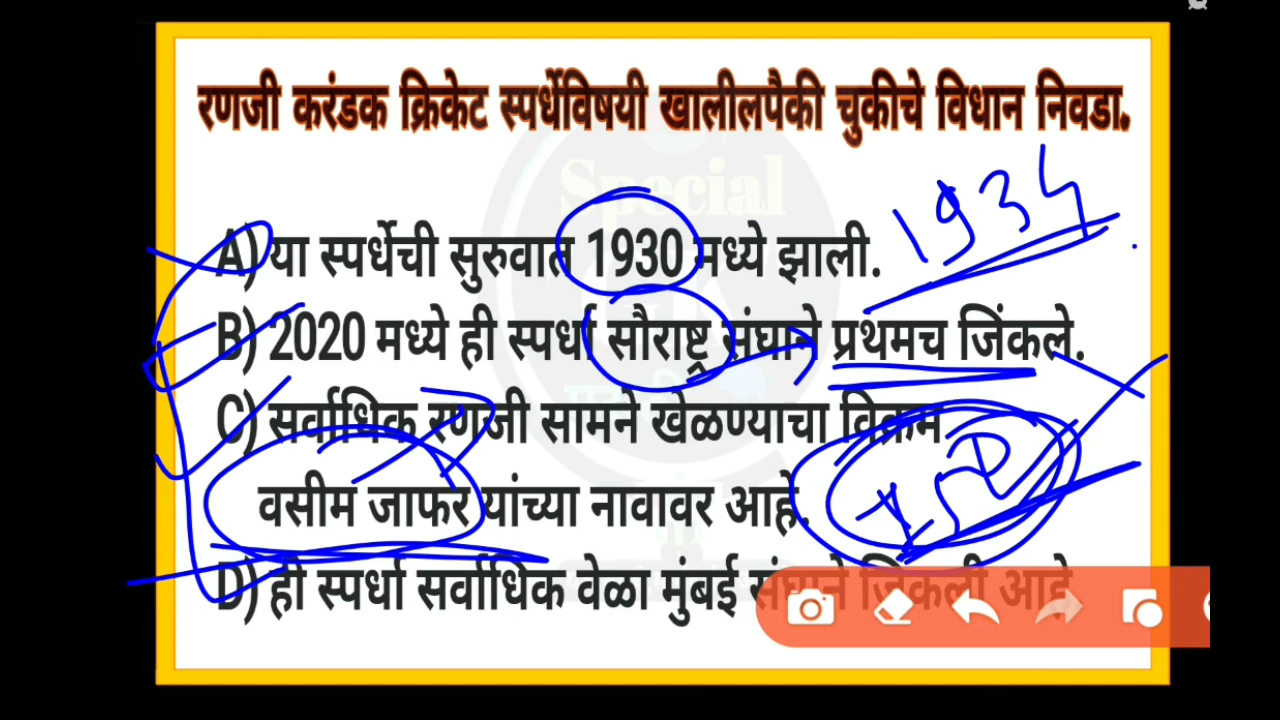 रणजी करंडक क्रिकेट स्पर्धेविषयी खालीलपैकी चुकीचे विधान निवडा.
Special
1934
A) या स्पर्धेची सुरुवात 1930 मध्ये झाली.
B) 2020 मध्ये ही स्पर्धा सौराष्ट्र संघाने प्रथमच जिंकले.
C) सर्वाधिक रणजी सामने खेळण्याचा विक्रम
वसीम जाफर यांच्या नावावर आहे.
D) ही स्पर्धा सर्वाधिक वेळा मुंबई संघाने जिंकली आहे